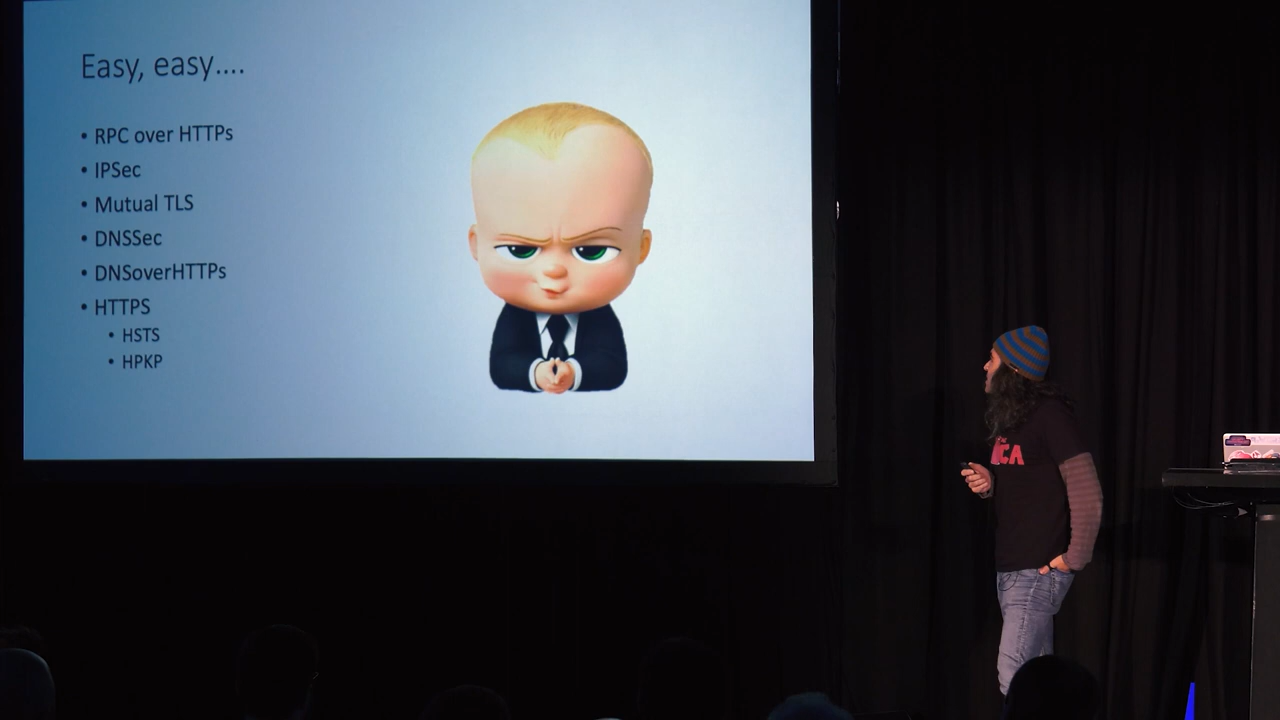 Easy, easy....
• RPC over HTTPs
• IPSec
• Mutual TLS
• DNSSec
• DNSoverHTTPs
• HTTPS
• HSTS
• HPKP